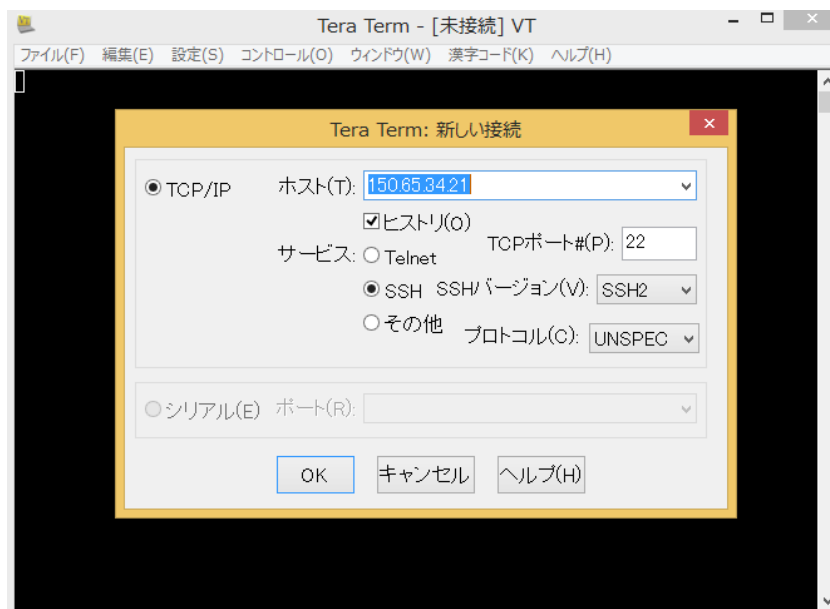 Tera Term - [未接続] VT
ファイル(F) 編集(E) 設定(S) コントロール(O) ウィンドウ(W) 漢字コード(K) ヘルプ(H)
Tera Term: 新しい接続
TCP/IP ホスト(T): 150.65.34.21
ヒストリ(O)
サービス: Telnet TCPポート#(P): 22
SSH SSHバージョン(V): SSH2
その他 プロトコル(C): UNSPEC
シリアル(E) ポート(R):
OK キャンセル ヘルプ(H)